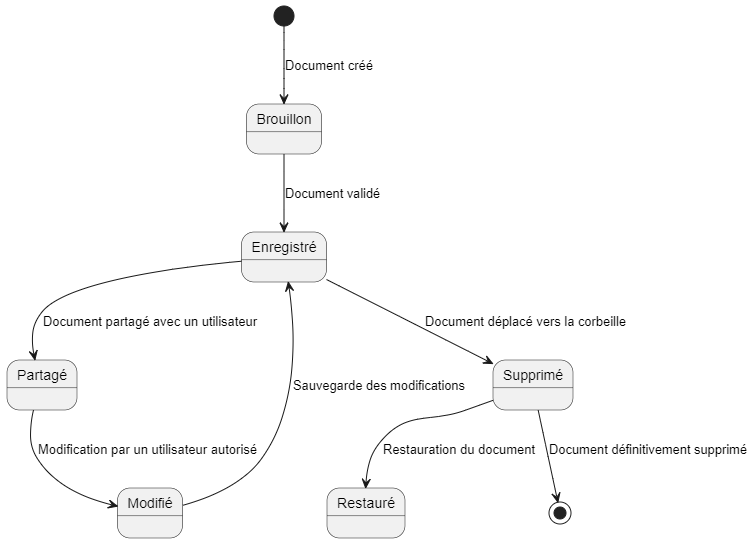 Document créé
Brouillon
Document validé
Enregistré
Document partagé avec un utilisateur
Document déplacé vers la corbeille
Partagé
Sauvegarde des modifications
Supprimé
Modification par un utilisateur autorisé
Restauration du document
Document définitivement supprimé
Modifié
Restauré